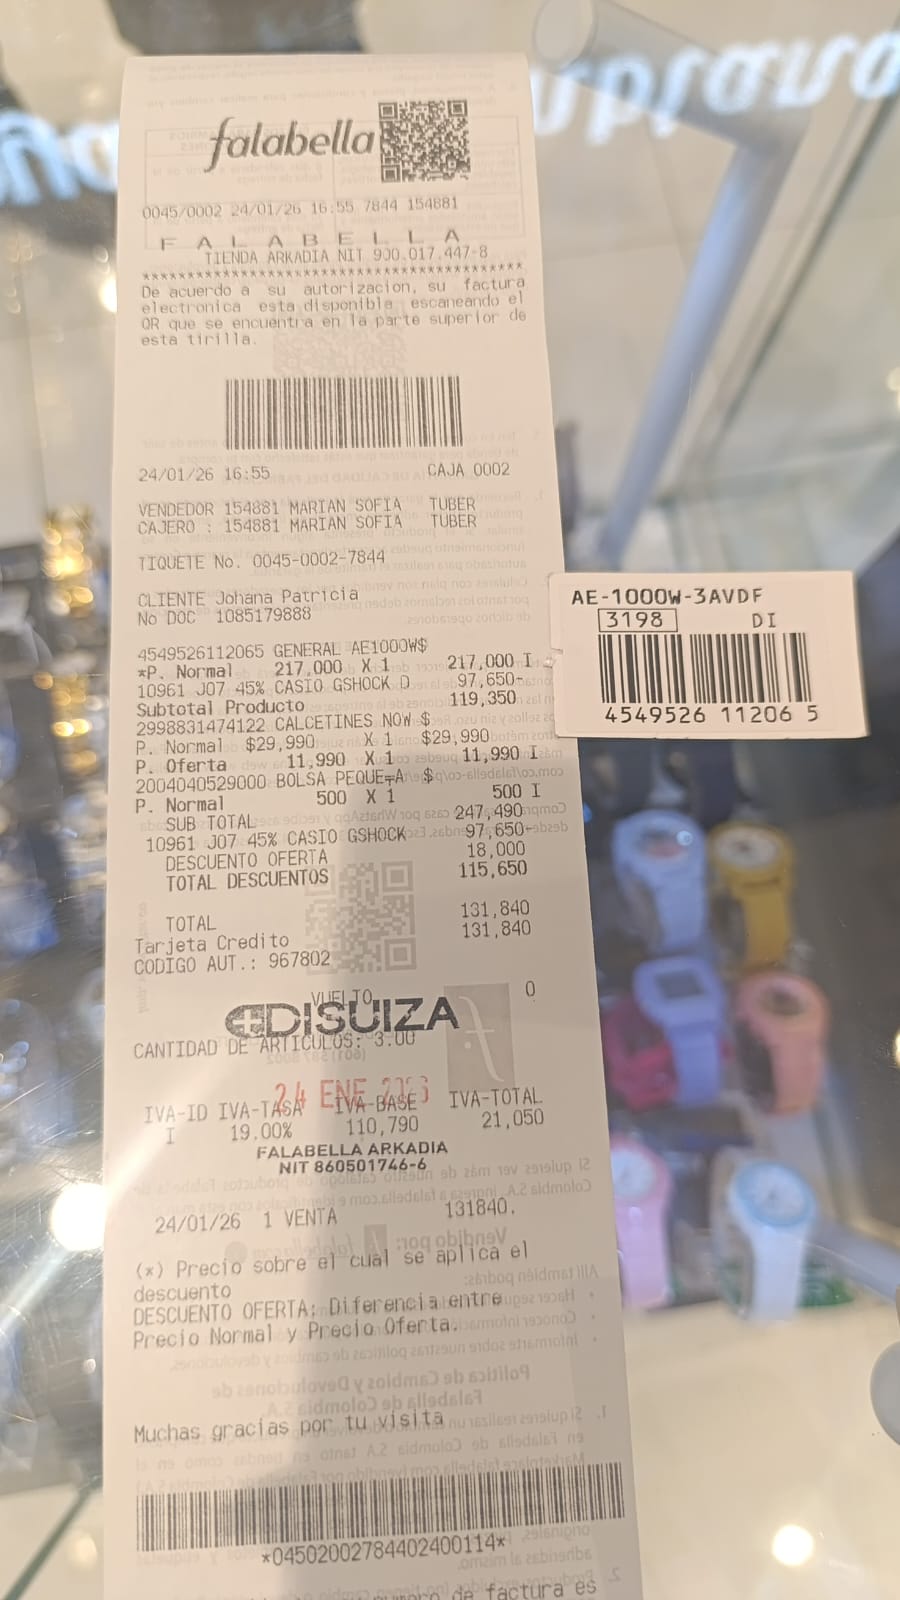 falabella
falabella
0045/0002 24/01/26 16:55 7844 154881
F A L A B E L L A
TIENDA ARKADIA NIT 900.017.447-8
****************************************************
De acuerdo a su autorizacion, su factura
electronica esta disponible escaneando el
QR que se encuentra en la parte superior de
esta tirilla.
24/01/26 16:55 CAJA 0002
VENDEDOR 154881 MARIAN SOFIA TUBER
CAJERO : 154881 MARIAN SOFIA TUBER
TIQUETE No. 0045-0002-7844
CLIENTE Johana Patricia
No DOC 1085179888
4549526112065 GENERAL AE1000W$
*P. Normal 217,000 X 1 217,000 I
10961 J07 45% CASIO GSHOCK D 97,650-
Subtotal Producto 119,350
2998831474122 CALCETINES NOW $
P. Normal $29,990 X 1 $29,990
P. Oferta 11,990 X 1 11,990 I
2004040529000 BOLSA PEQUE¬A $
P. Normal 500 X 1 500 I
SUB TOTAL 247,490
10961 J07 45% CASIO GSHOCK 97,650-
DESCUENTO OFERTA 18,000
TOTAL DESCUENTOS 115,650
TOTAL 131,840
Tarjeta Credito 131,840
CODIGO AUT.: 967802
VUELTO 0
DISUIZA
CANTIDAD DE ARTICULOS: 3.00
24 ENE 2026
IVA-ID IVA-TASA IVA-BASE IVA-TOTAL
I 19.00% 110,790 21,050
FALABELLA ARKADIA
NIT 860501746-6
24/01/26 1 VENTA 131840.
(*) Precio sobre el cual se aplica el
descuento
DESCUENTO OFERTA: Diferencia entre
Precio Normal y Precio Oferta.
Muchas gracias por tu visita
*04502002784402400114*
de factura es
AE-1000W-3AVDF
3198 DI
4549526 11206 5